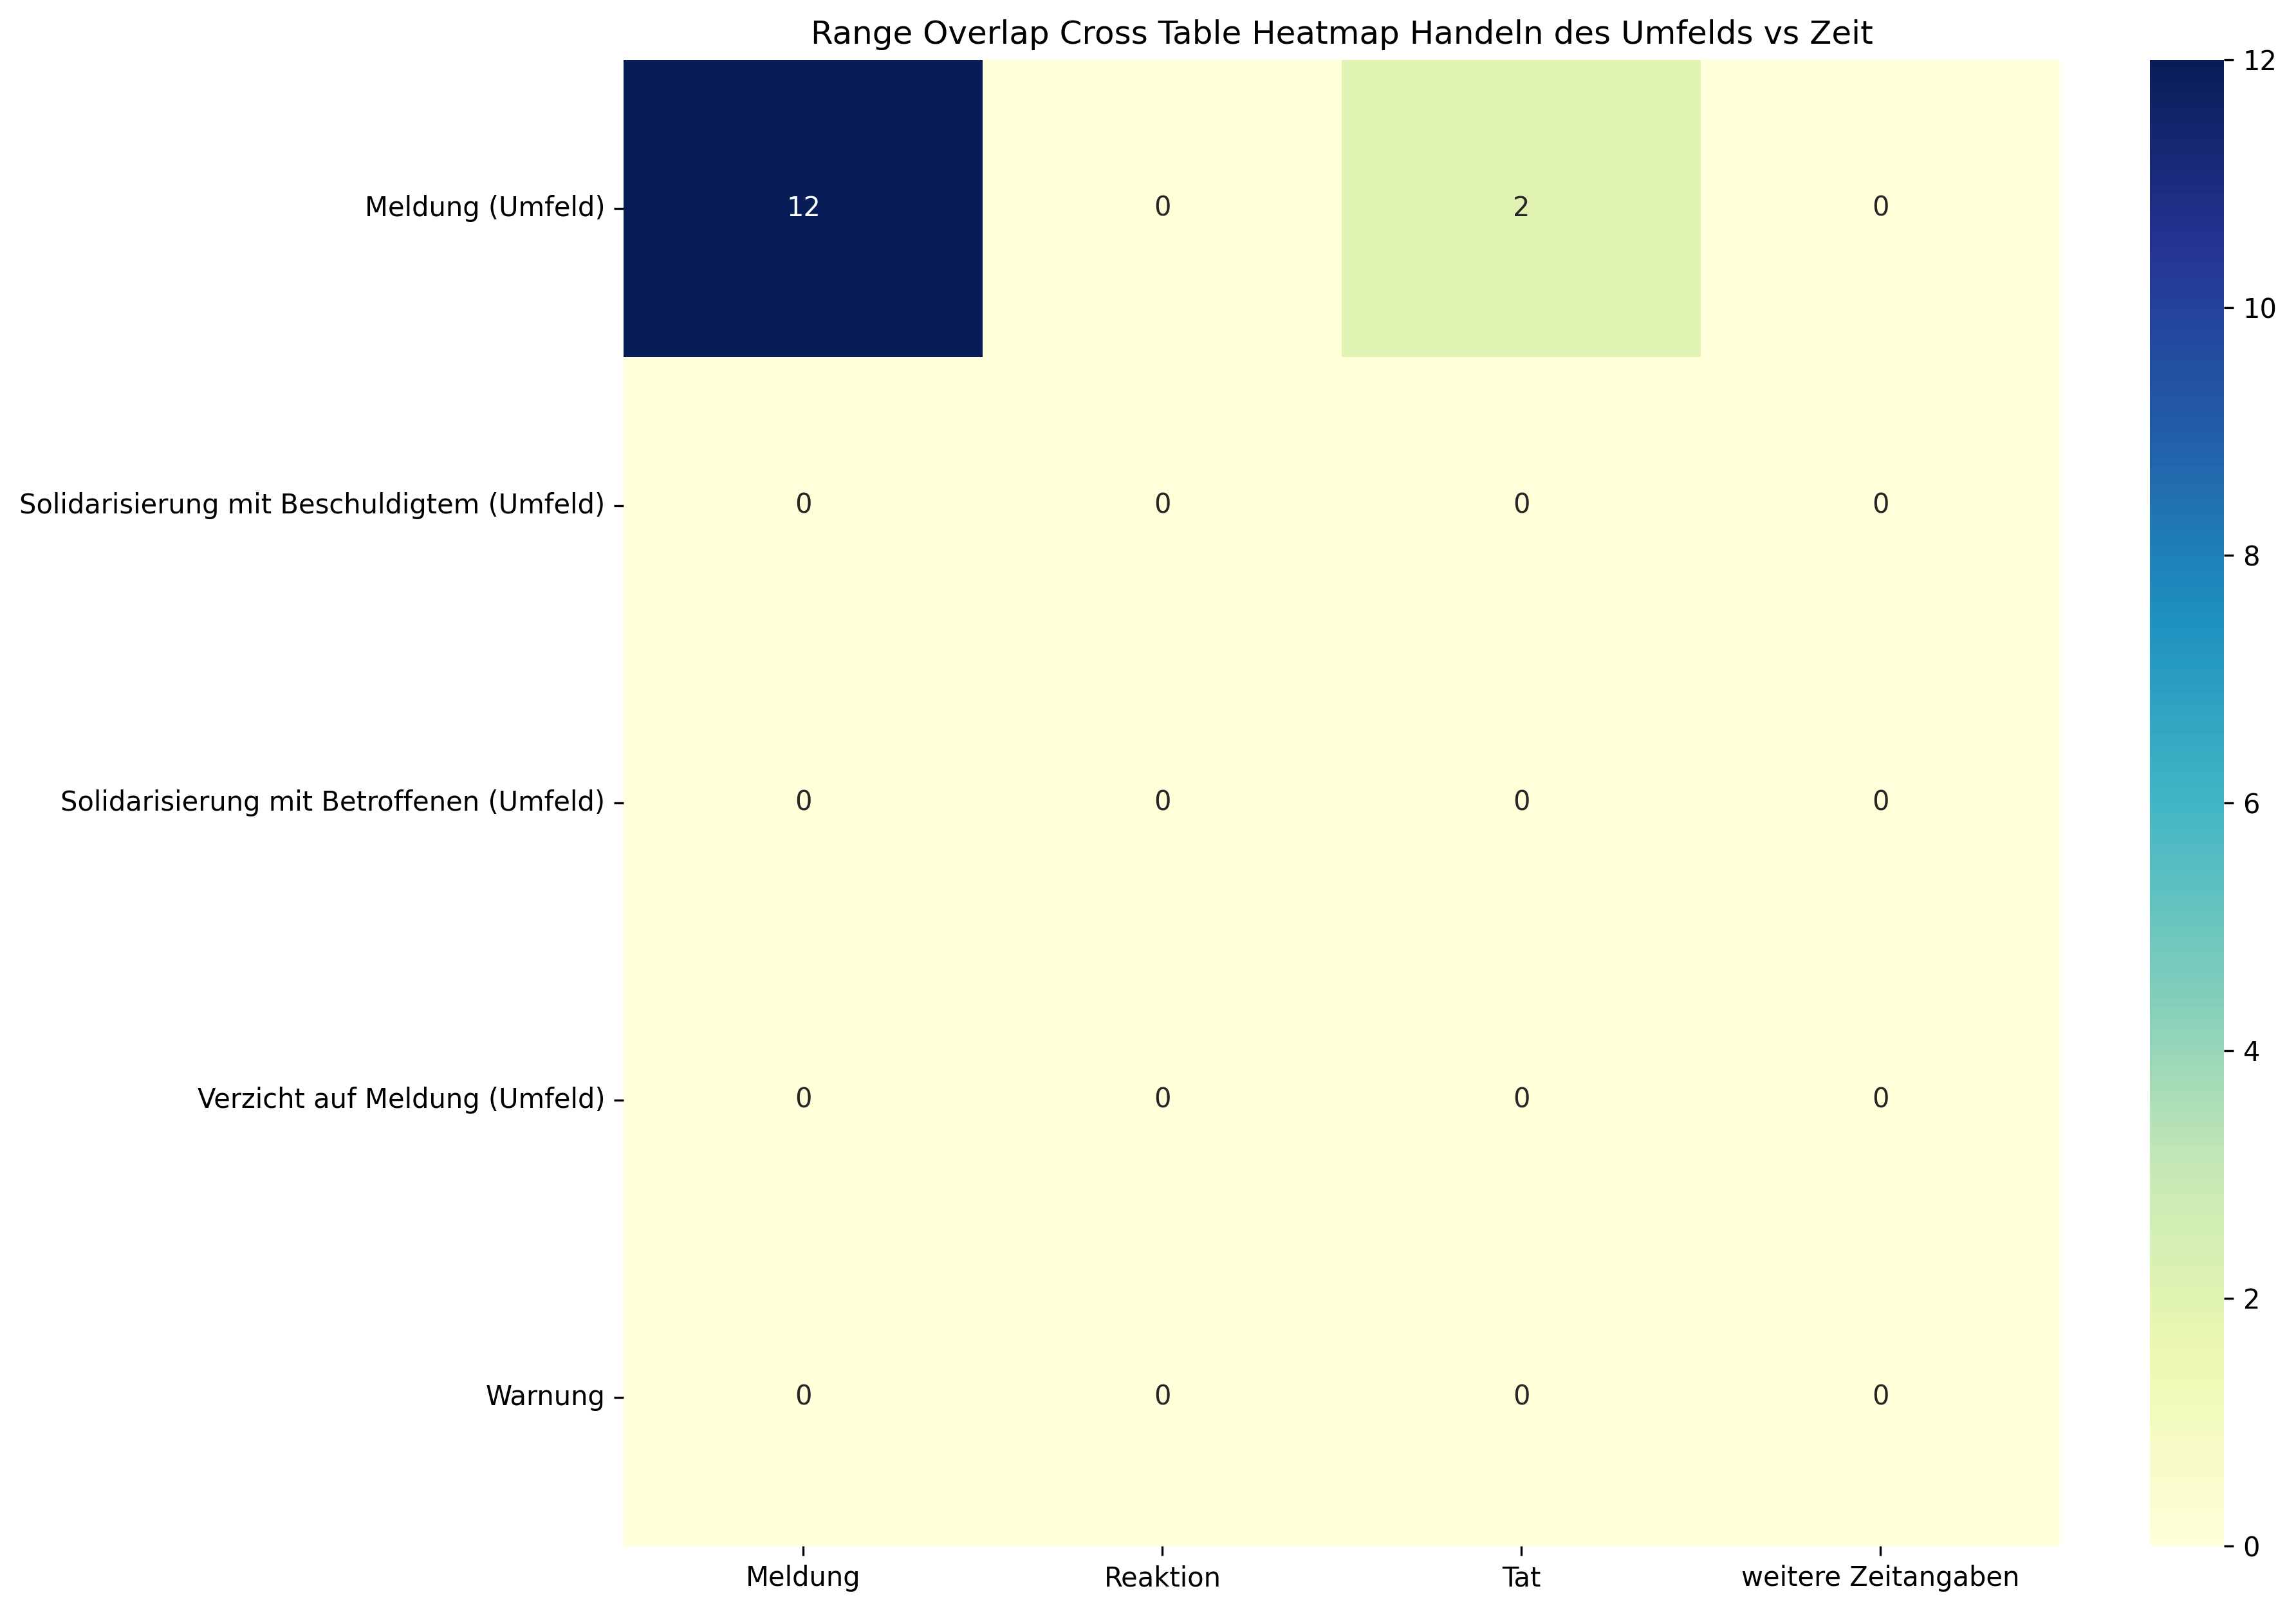 Range Overlap Cross Table Heatmap Handeln des Umfelds vs Zeit
Meldung (Umfeld) 12 0 2 0
Solidarisierung mit Beschuldigtem (Umfeld) 0 0 0 0
Solidarisierung mit Betroffenen (Umfeld) 0 0 0 0
Verzicht auf Meldung (Umfeld) 0 0 0 0
Warnung 0 0 0 0
Meldung Reaktion Tat weitere Zeitangaben
12
10
8
6
4
2
0